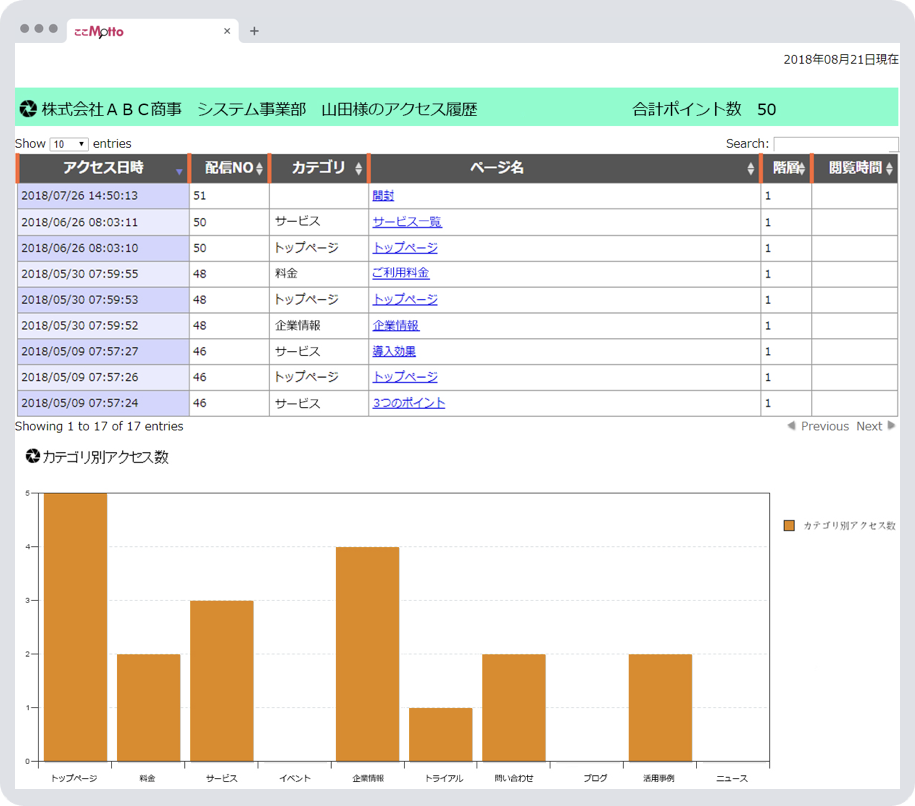 ここMotto
2018年08月21日現在
株式会社ＡＢＣ商事　システム事業部　山田様のアクセス履歴　合計ポイント数　50
Show 10 entries Search:
アクセス日時 配信NO カテゴリ ページ名 階層 閲覧時間
2018/07/26 14:50:13 51 開封 1
2018/06/26 08:03:11 50 サービス サービス一覧 1
2018/06/26 08:03:10 50 トップページ トップページ 1
2018/05/30 07:59:55 48 料金 ご利用料金 1
2018/05/30 07:59:53 48 トップページ トップページ 1
2018/05/30 07:59:52 48 企業情報 企業情報 1
2018/05/09 07:57:27 46 サービス 導入効果 1
2018/05/09 07:57:26 46 トップページ トップページ 1
2018/05/09 07:57:24 46 サービス 3つのポイント 1
Showing 1 to 17 of 17 entries Previous Next
カテゴリ別アクセス数
5
カテゴリ別アクセス数
4
3
2
1
0
トップページ 料金 サービス イベント 企業情報 トライアル 問い合わせ ブログ 活用事例 ニュース